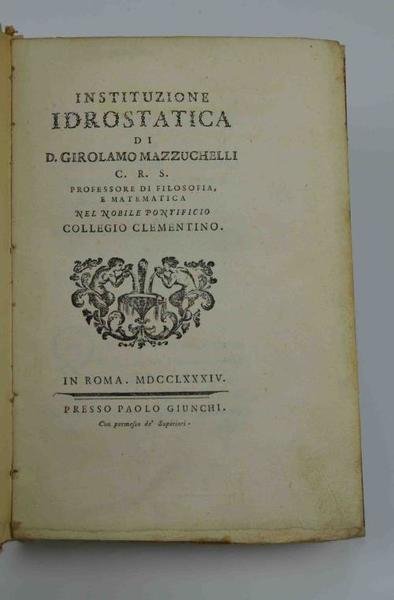 INSTITUZIONE
IDROSTATICA
DI
D. GIROLAMO MAZZUCHELLI
C. R. S.
PROFESSORE DI FILOSOFIA,
E MATEMATICA
NEL NOBILE PONTIFICIO
COLLEGIO CLEMENTINO.
IN ROMA. MDCCLXXXIV.
PRESSO PAOLO GIUNCHI.
Con permesso de' Superiori.